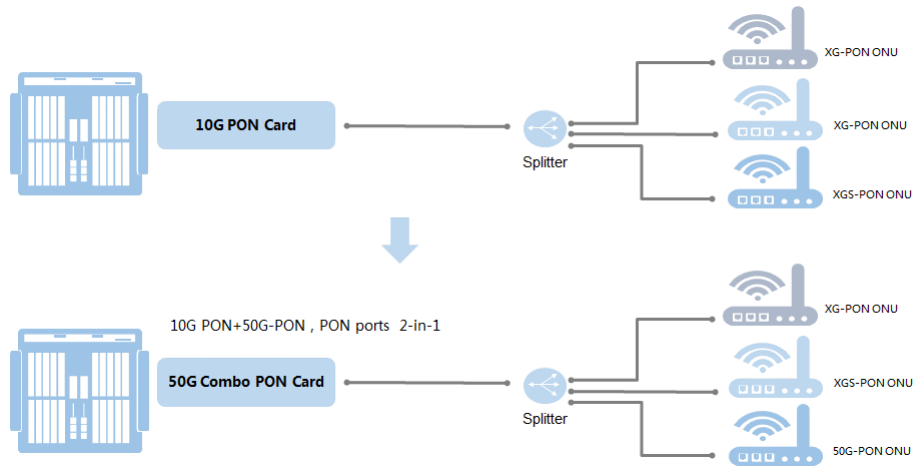 XG-PON ONU
10G PON Card
XG-PON ONU
Splitter
XGS-PON ONU
10G PON+50G-PON , PON ports 2-in-1
XG-PON ONU
50G Combo PON Card
XGS-PON ONU
Splitter
50G-PON ONU